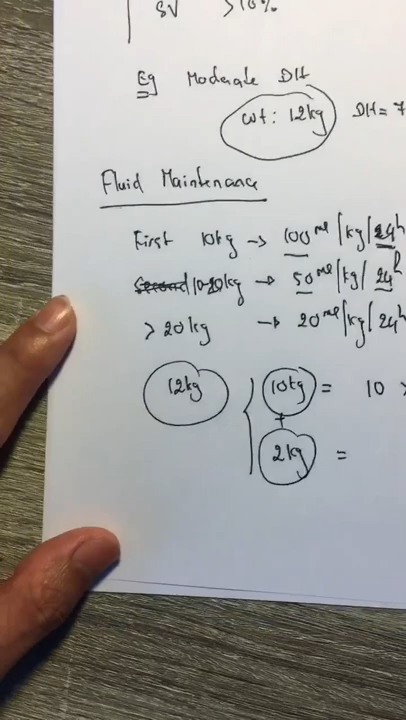 SV >10%
Eg Moderate DH
wt: 12kg DH= 7
Fluid Maintenance
First 10kg → 100ml/kg/24h
Second 10-20kg → 50ml/kg/24h
>20kg → 20ml/kg/24h
12kg { 10kg = 10
+
2kg =